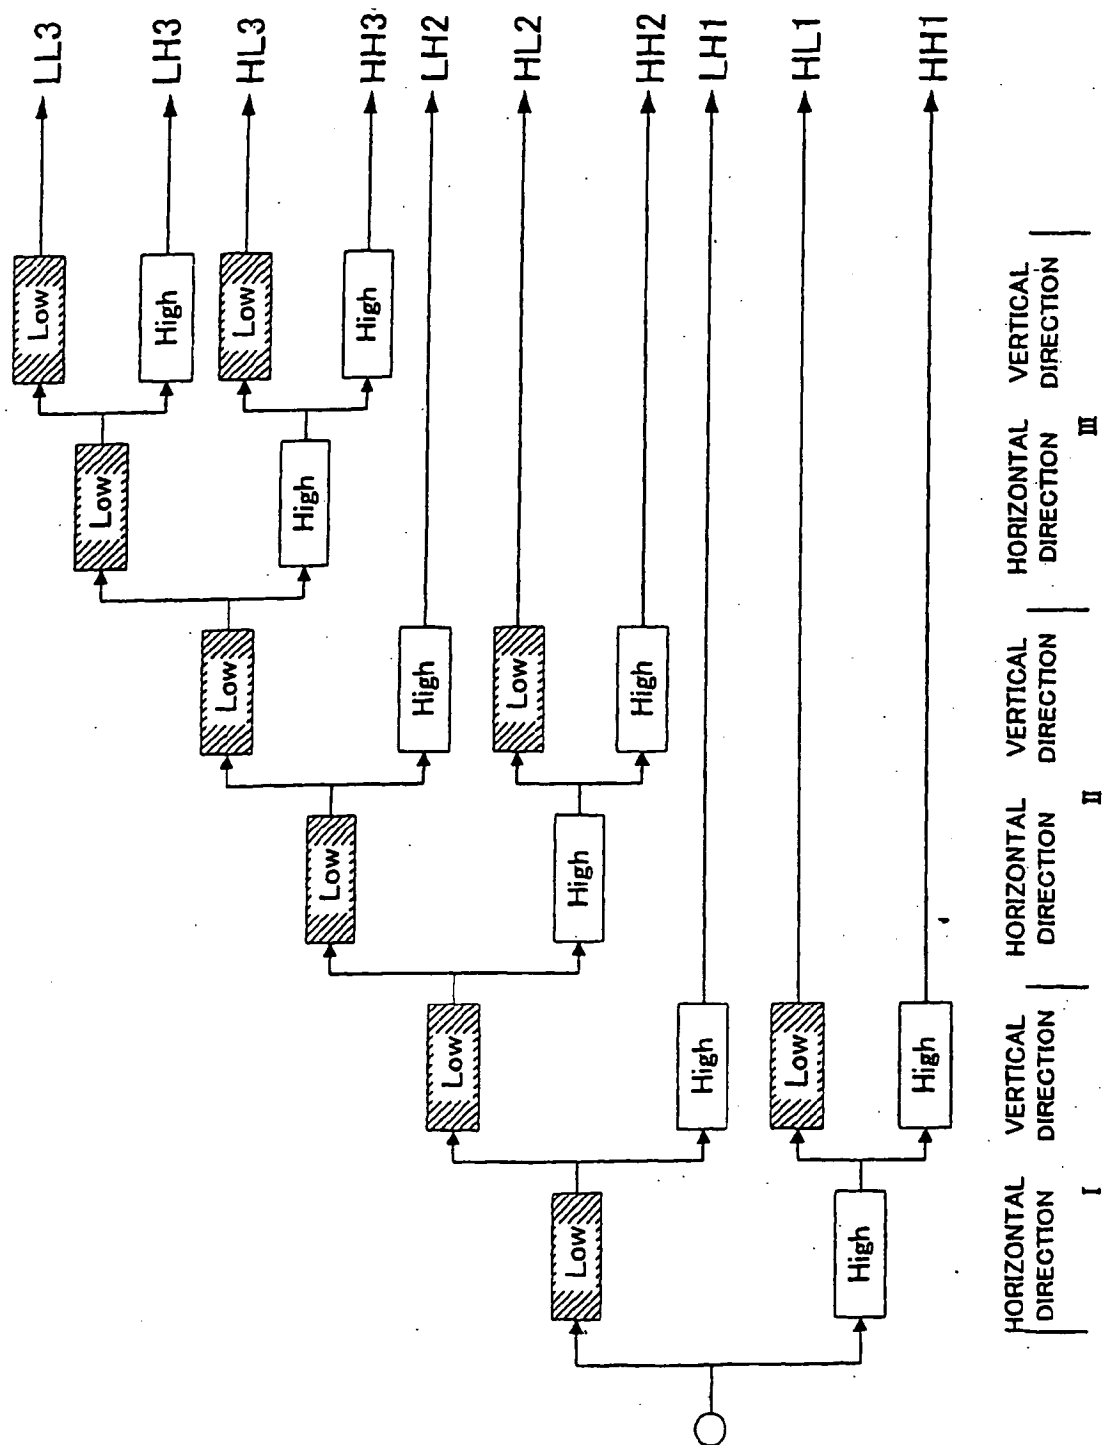 LL3
LH3
HL3
HH3
LH2
HL2
HH2
LH1
HL1
HH1
Low
High
Low
High
Low
High
Low
High
Low
High
Low
High
Low
High
Low
High
Low
High
HORIZONTAL
DIRECTION
VERTICAL
DIRECTION
I
HORIZONTAL
DIRECTION
VERTICAL
DIRECTION
II
HORIZONTAL
DIRECTION
VERTICAL
DIRECTION
III